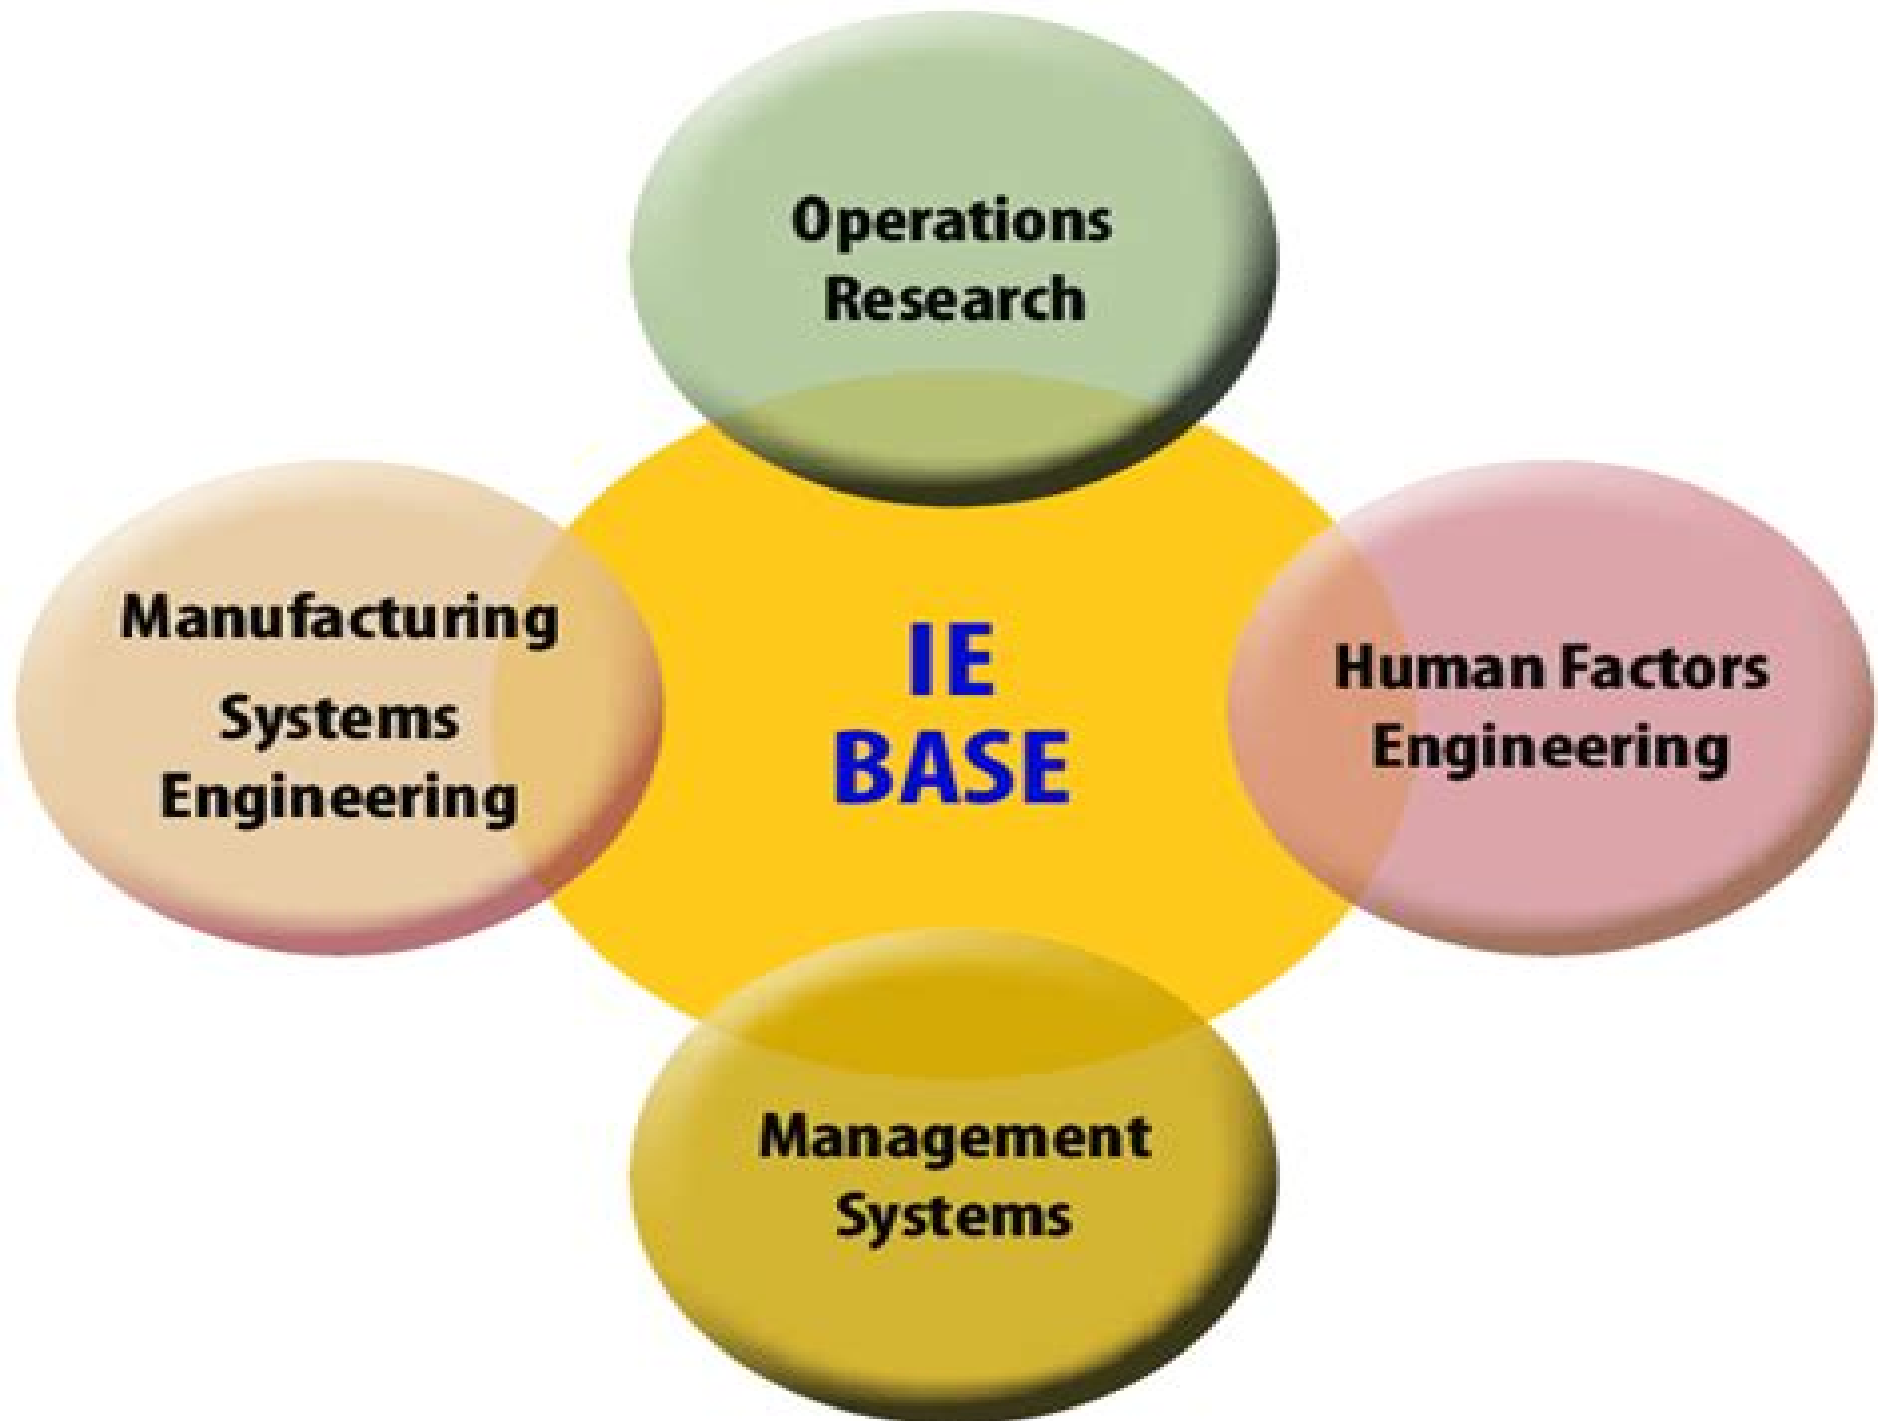 Operations
Research
Manufacturing
Systems
Engineering
IE
BASE
Human Factors
Engineering
Management
Systems